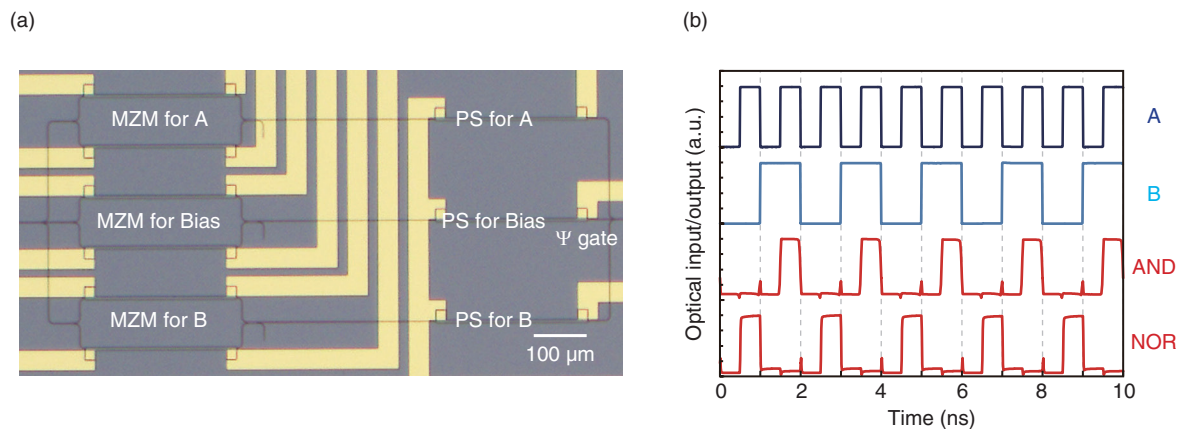 (a)
MZM for A
PS for A
MZM for Bias
PS for Bias
Ψ gate
MZM for B
PS for B
100 μm
(b)
Optical input/output (a.u.)
A
B
AND
NOR
0 2 4 6 8 10
Time (ns)